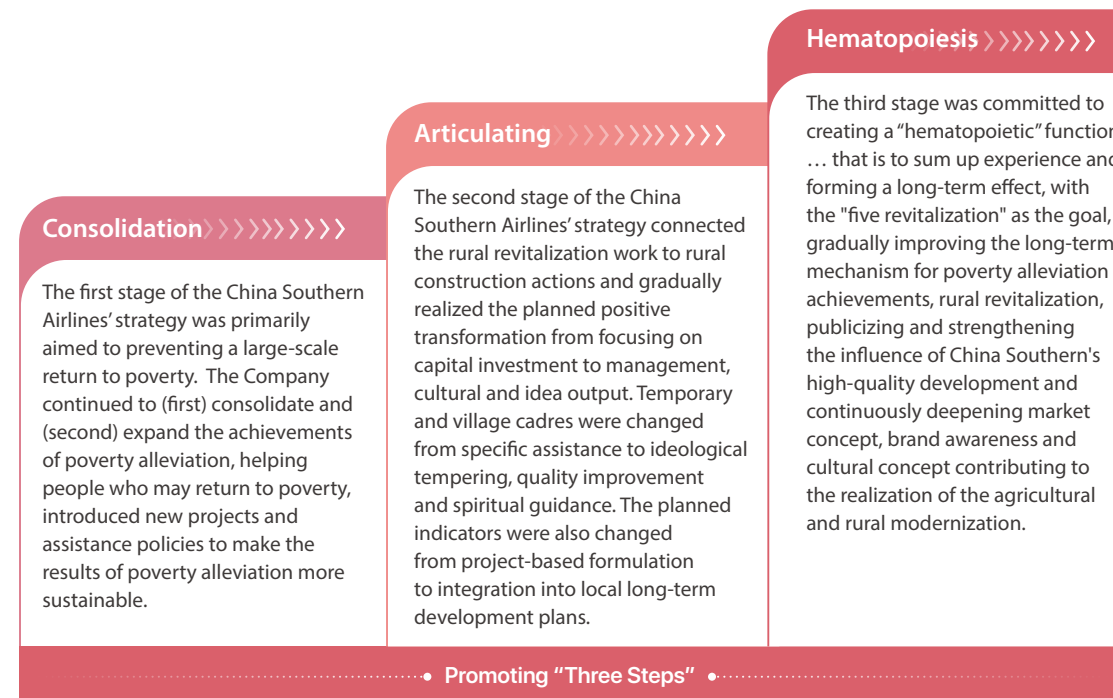 Consolidation
The first stage of the China Southern
Airlines’ strategy was primarily
aimed to preventing a large-scale
return to poverty. The Company
continued to (first) consolidate and
(second) expand the achievements
of poverty alleviation, helping
people who may return to poverty,
introduced new projects and
assistance policies to make the
results of poverty alleviation more
sustainable.
Articulating
The second stage of the China
Southern Airlines’ strategy connected
the rural revitalization work to rural
construction actions and gradually
realized the planned positive
transformation from focusing on
capital investment to management,
cultural and idea output. Temporary
and village cadres were changed
from specific assistance to ideological
tempering, quality improvement
and spiritual guidance. The planned
indicators were also changed
from project-based formulation
to integration into local long-term
development plans.
Hematopoiesis
The third stage was committed to
creating a “hematopoietic” function
… that is to sum up experience and
forming a long-term effect, with
the "five revitalization" as the goal,
gradually improving the long-term
mechanism for poverty alleviation
achievements, rural revitalization,
publicizing and strengthening
the influence of China Southern's
high-quality development and
continuously deepening market
concept, brand awareness and
cultural concept contributing to
the realization of the agricultural
and rural modernization.
Promoting “Three Steps”